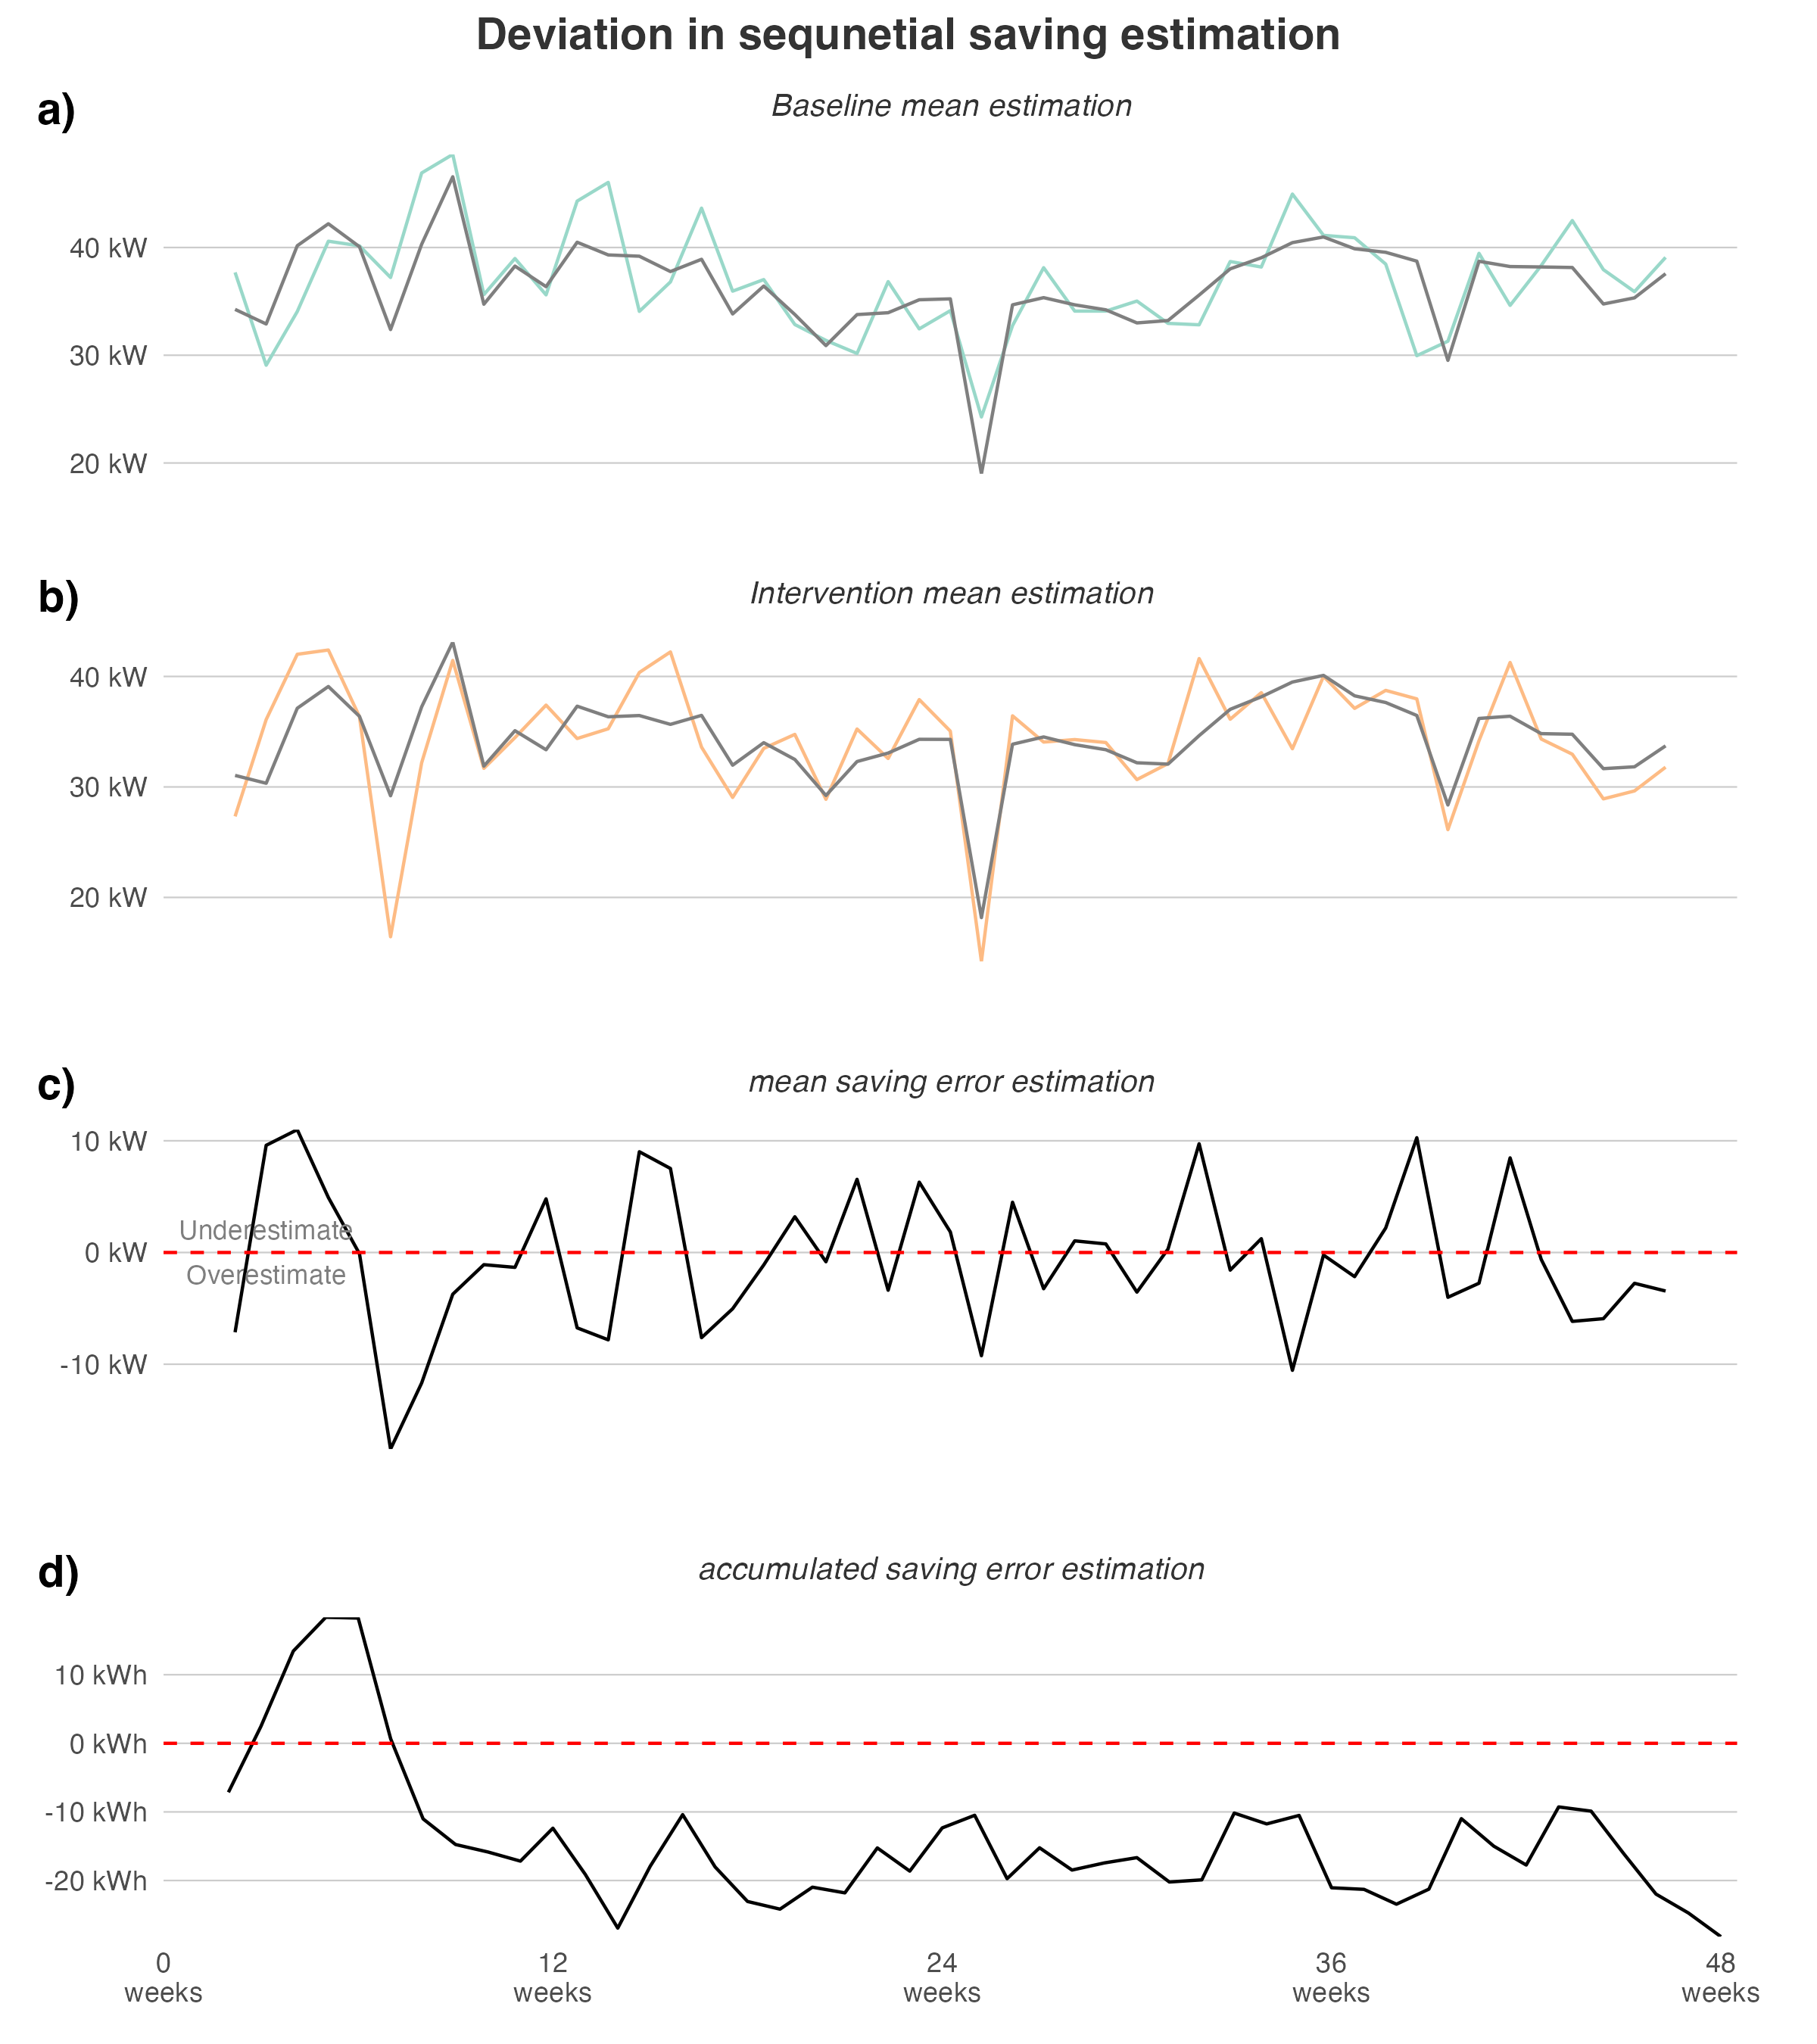 Deviation in sequnetial saving estimation
a)
Baseline mean estimation
40 kW
30 kW
20 kW
b)
Intervention mean estimation
40 kW
30 kW
20 kW
c)
mean saving error estimation
10 kW
Underestimate
0 kW
Overestimate
-10 kW
d)
accumulated saving error estimation
10 kWh
0 kWh
-10 kWh
-20 kWh
0 12 24 36 48
weeks weeks weeks weeks weeks